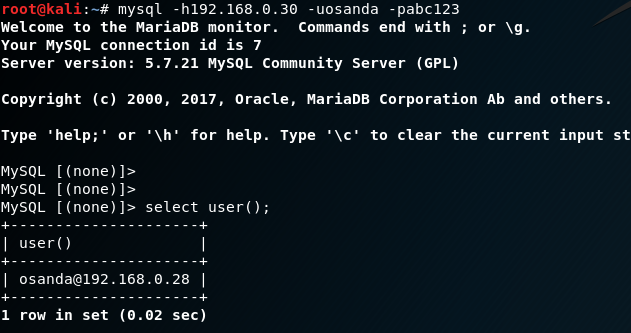 root@kali:~# mysql -h192.168.0.30 -uosanda -pabc123
Welcome to the MariaDB monitor.  Commands end with ; or \g.
Your MySQL connection id is 7
Server version: 5.7.21 MySQL Community Server (GPL)
Copyright (c) 2000, 2017, Oracle, MariaDB Corporation Ab and others.
Type 'help;' or '\h' for help. Type '\c' to clear the current input st
MySQL [(none)]>
MySQL [(none)]>
MySQL [(none)]> select user();
+---------------------+
| user()              |
+---------------------+
| osanda@192.168.0.28 |
+---------------------+
1 row in set (0.02 sec)